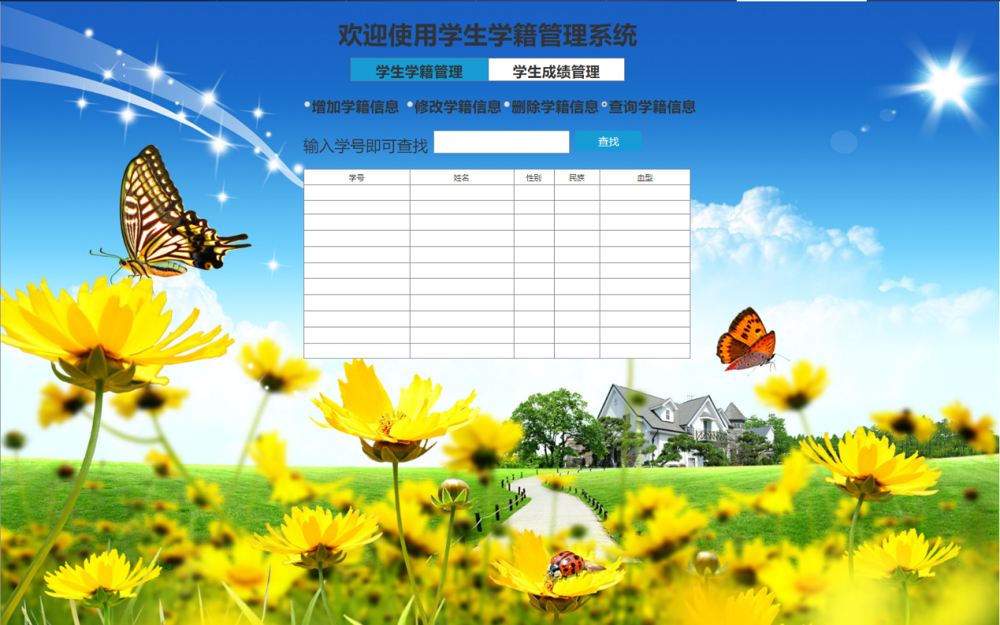 欢迎使用学生学籍管理系统
学生学籍管理 学生成绩管理
增加学籍信息 修改学籍信息 删除学籍信息 查询学籍信息
输入学号即可查找 查找
学号 姓名 性别 民族 血型